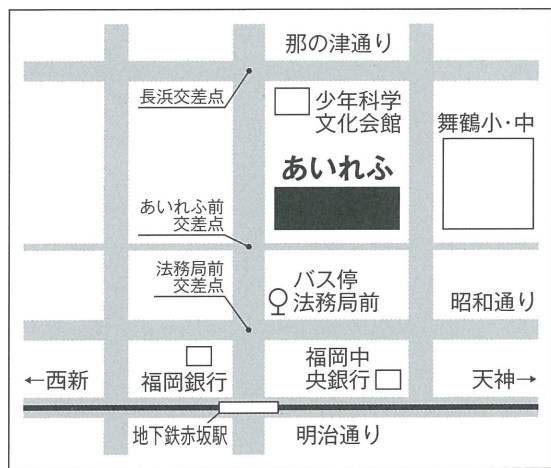 那の津通り
長浜交差点
少年科学
文化会館
舞鶴小・中
あいれふ
あいれふ前
交差点
法務局前
交差点
バス停
法務局前
昭和通り
←西新
福岡銀行
福岡中
央銀行
天神→
地下鉄赤坂駅
明治通り